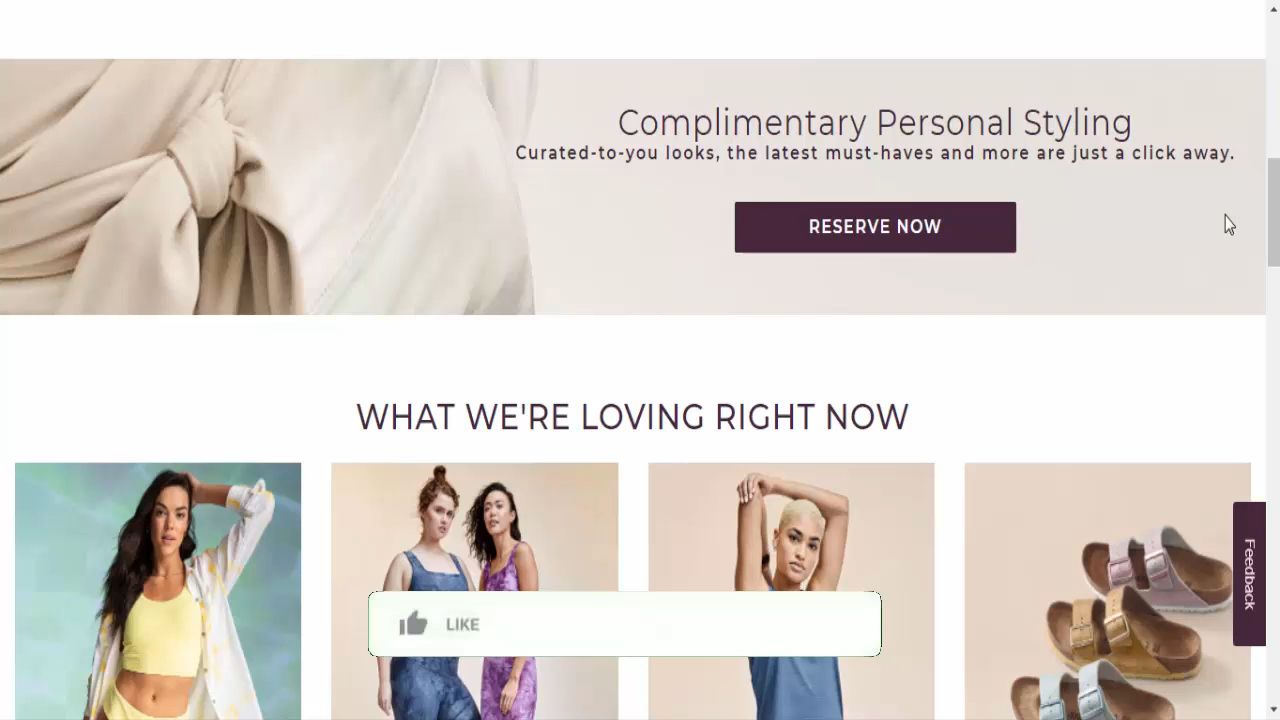 Complimentary Personal Styling
Curated-to-you looks, the latest must-haves and more are just a click away.
RESERVE NOW
WHAT WE'RE LOVING RIGHT NOW
Feedback
LIKE